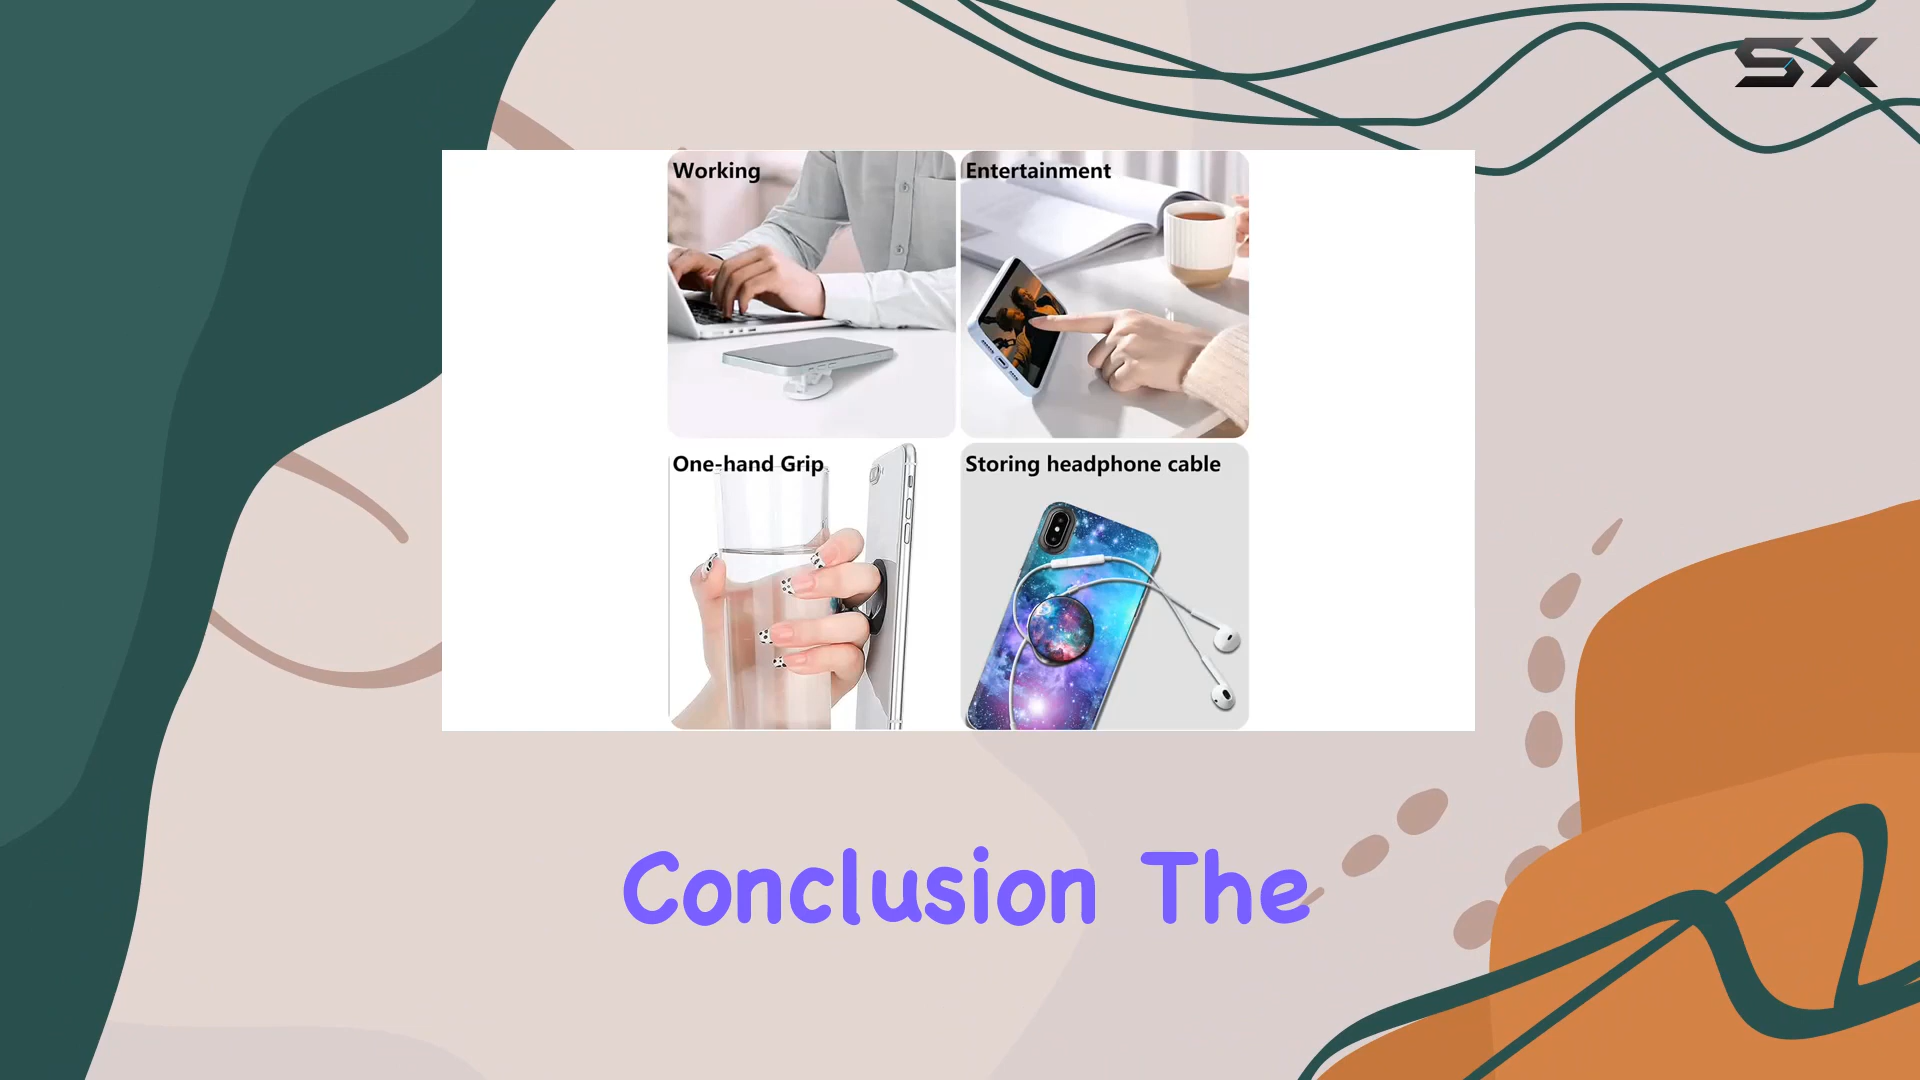 SX
Working
Entertainment
One-hand Grip
Storing headphone cable
Conclusion The